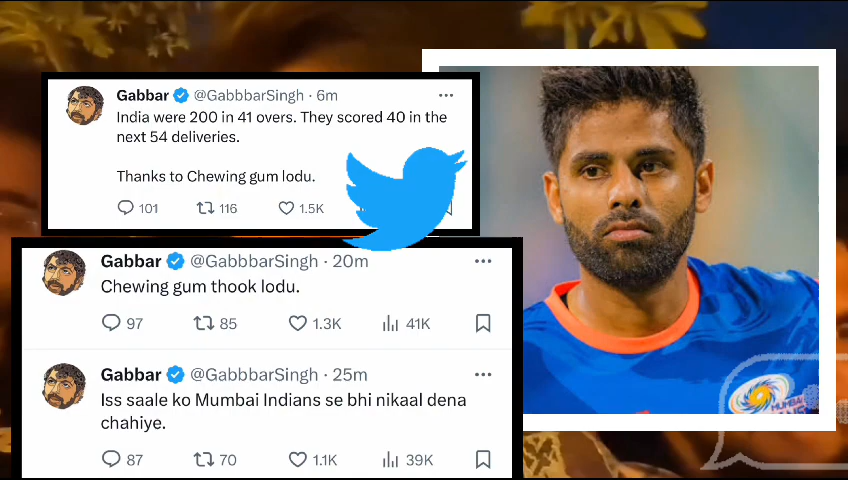 Gabbar @GabbbarSingh · 6m
India were 200 in 41 overs. They scored 40 in the
next 54 deliveries.
Thanks to Chewing gum lodu.
101 116 1.5K
Gabbar @GabbbarSingh · 20m
Chewing gum thook lodu.
97 85 1.3K 41K
Gabbar @GabbbarSingh · 25m
Iss saale ko Mumbai Indians se bhi nikaal dena
chahiye.
87 70 1.1K 39K
MUMBAI